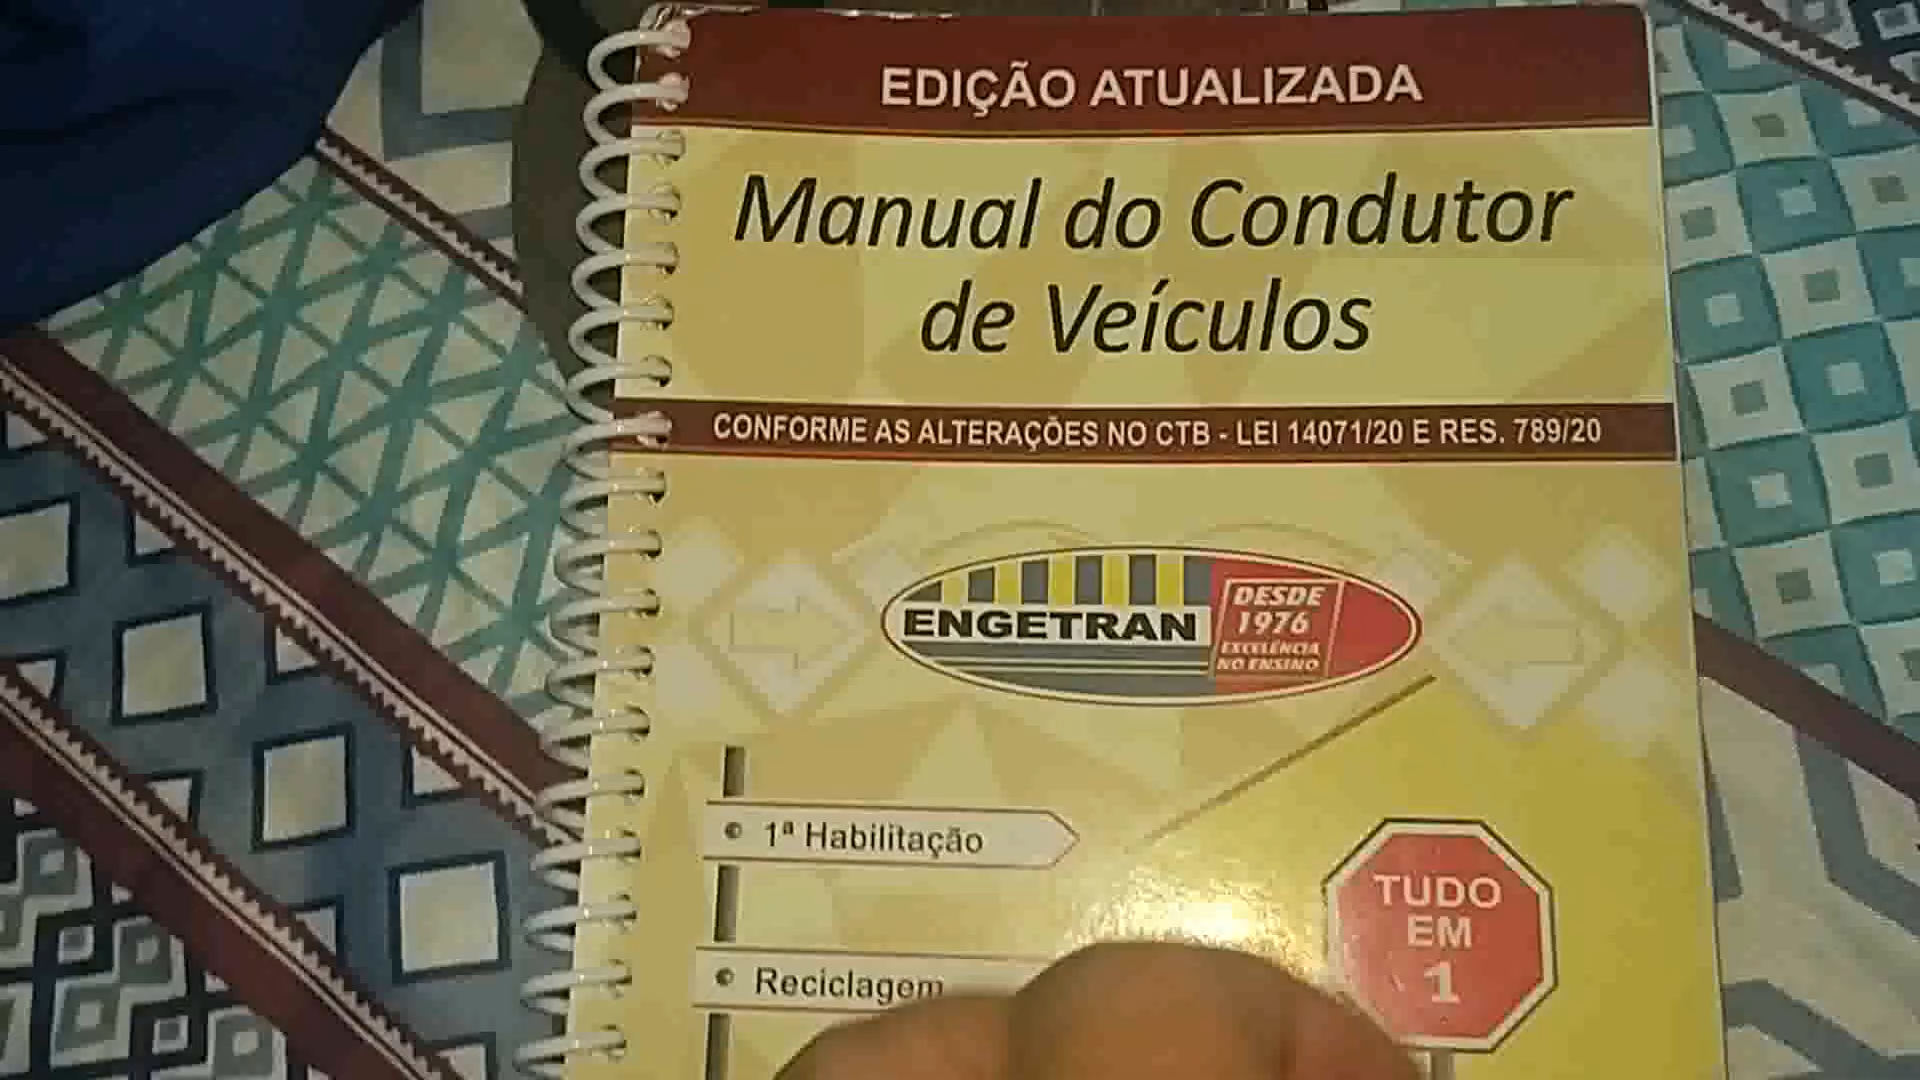 EDIÇÃO ATUALIZADA
Manual do Condutor
de Veículos
CONFORME AS ALTERAÇÕES NO CTB - LEI 14071/20 E RES. 789/20
ENGETRAN
DESDE
1976
EXCELÊNCIA
NO ENSINO
1ª Habilitação
Reciclagem
TUDO
EM
1